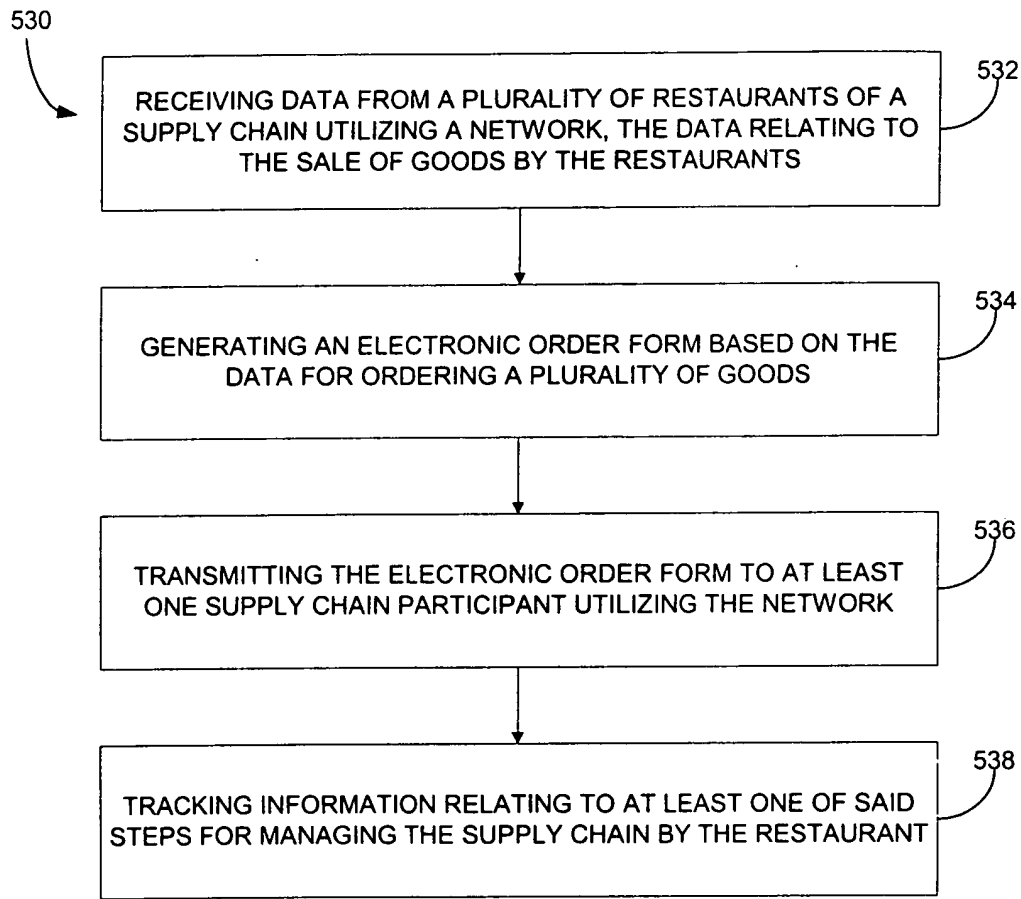 530
532
RECEIVING DATA FROM A PLURALITY OF RESTAURANTS OF A
SUPPLY CHAIN UTILIZING A NETWORK, THE DATA RELATING TO
THE SALE OF GOODS BY THE RESTAURANTS
534
GENERATING AN ELECTRONIC ORDER FORM BASED ON THE
DATA FOR ORDERING A PLURALITY OF GOODS
536
TRANSMITTING THE ELECTRONIC ORDER FORM TO AT LEAST
ONE SUPPLY CHAIN PARTICIPANT UTILIZING THE NETWORK
538
TRACKING INFORMATION RELATING TO AT LEAST ONE OF SAID
STEPS FOR MANAGING THE SUPPLY CHAIN BY THE RESTAURANT